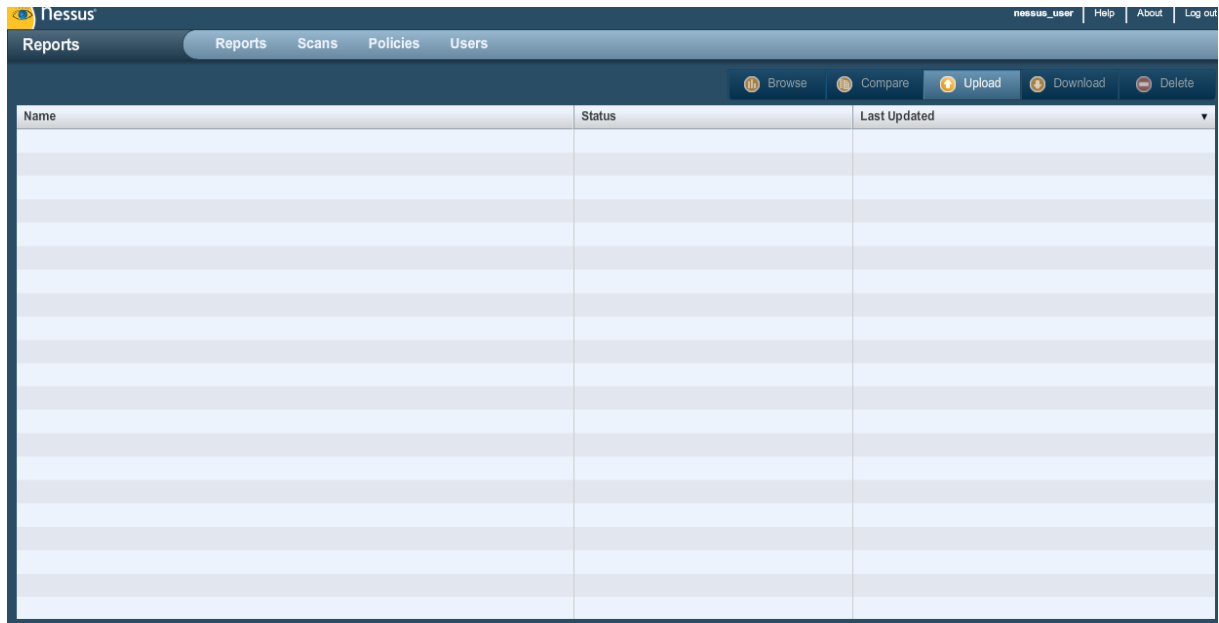 Nessus
nessus_user Help About Log out
Reports
Reports Scans Policies Users
Browse Compare Upload Download Delete
Name Status Last Updated